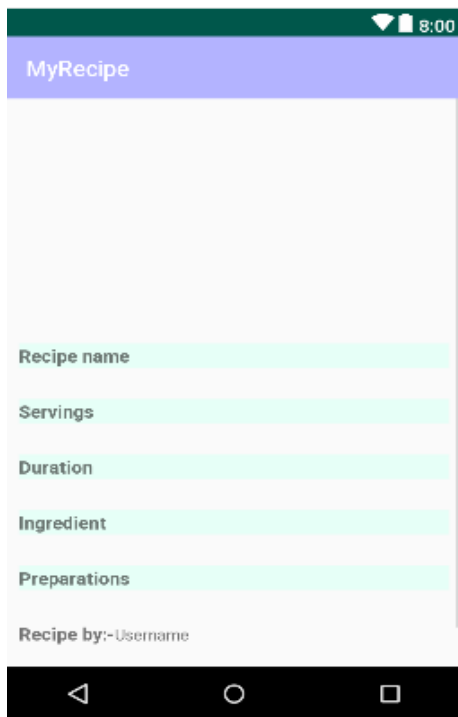 8:00
MyRecipe
Recipe name
Servings
Duration
Ingredient
Preparations
Recipe by:-Username